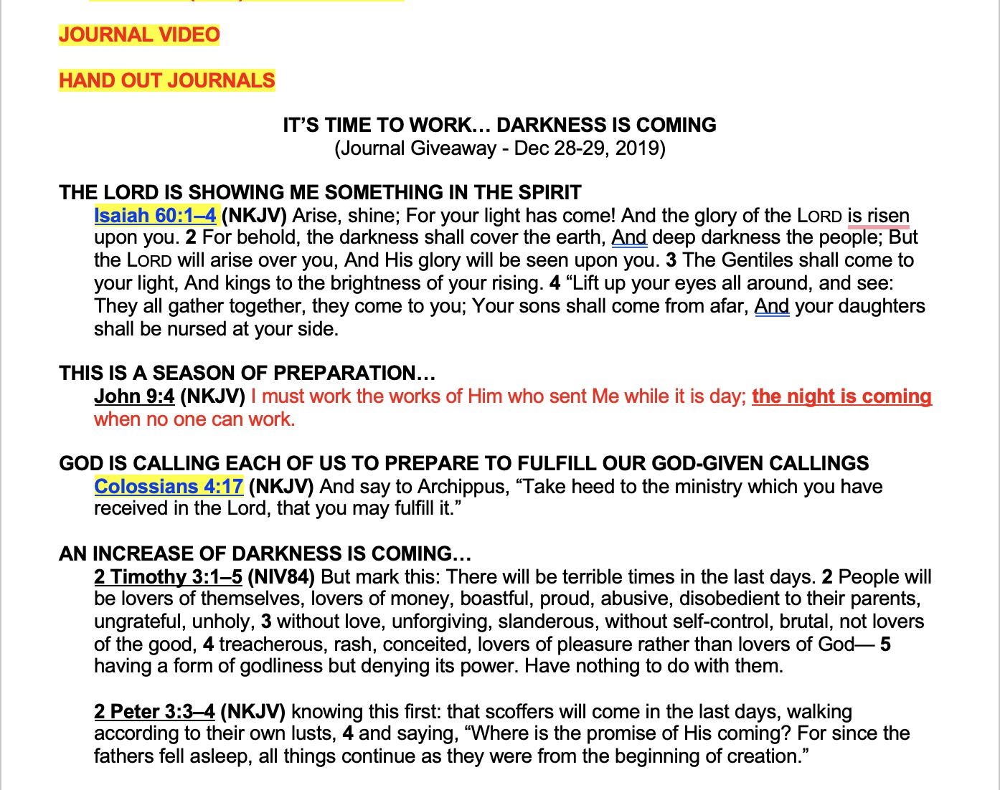 JOURNAL VIDEO
HAND OUT JOURNALS
IT’S TIME TO WORK… DARKNESS IS COMING
(Journal Giveaway - Dec 28-29, 2019)
THE LORD IS SHOWING ME SOMETHING IN THE SPIRIT
Isaiah 60:1–4 (NKJV) Arise, shine; For your light has come! And the glory of the LORD is risen
upon you. 2 For behold, the darkness shall cover the earth, And deep darkness the people; But
the LORD will arise over you, And His glory will be seen upon you. 3 The Gentiles shall come to
your light, And kings to the brightness of your rising. 4 “Lift up your eyes all around, and see:
They all gather together, they come to you; Your sons shall come from afar, And your daughters
shall be nursed at your side.
THIS IS A SEASON OF PREPARATION…
John 9:4 (NKJV) I must work the works of Him who sent Me while it is day; the night is coming
when no one can work.
GOD IS CALLING EACH OF US TO PREPARE TO FULFILL OUR GOD-GIVEN CALLINGS
Colossians 4:17 (NKJV) And say to Archippus, “Take heed to the ministry which you have
received in the Lord, that you may fulfill it.”
AN INCREASE OF DARKNESS IS COMING…
2 Timothy 3:1–5 (NIV84) But mark this: There will be terrible times in the last days. 2 People will
be lovers of themselves, lovers of money, boastful, proud, abusive, disobedient to their parents,
ungrateful, unholy, 3 without love, unforgiving, slanderous, without self-control, brutal, not lovers
of the good, 4 treacherous, rash, conceited, lovers of pleasure rather than lovers of God— 5
having a form of godliness but denying its power. Have nothing to do with them.
2 Peter 3:3–4 (NKJV) knowing this first: that scoffers will come in the last days, walking
according to their own lusts, 4 and saying, “Where is the promise of His coming? For since the
fathers fell asleep, all things continue as they were from the beginning of creation.”